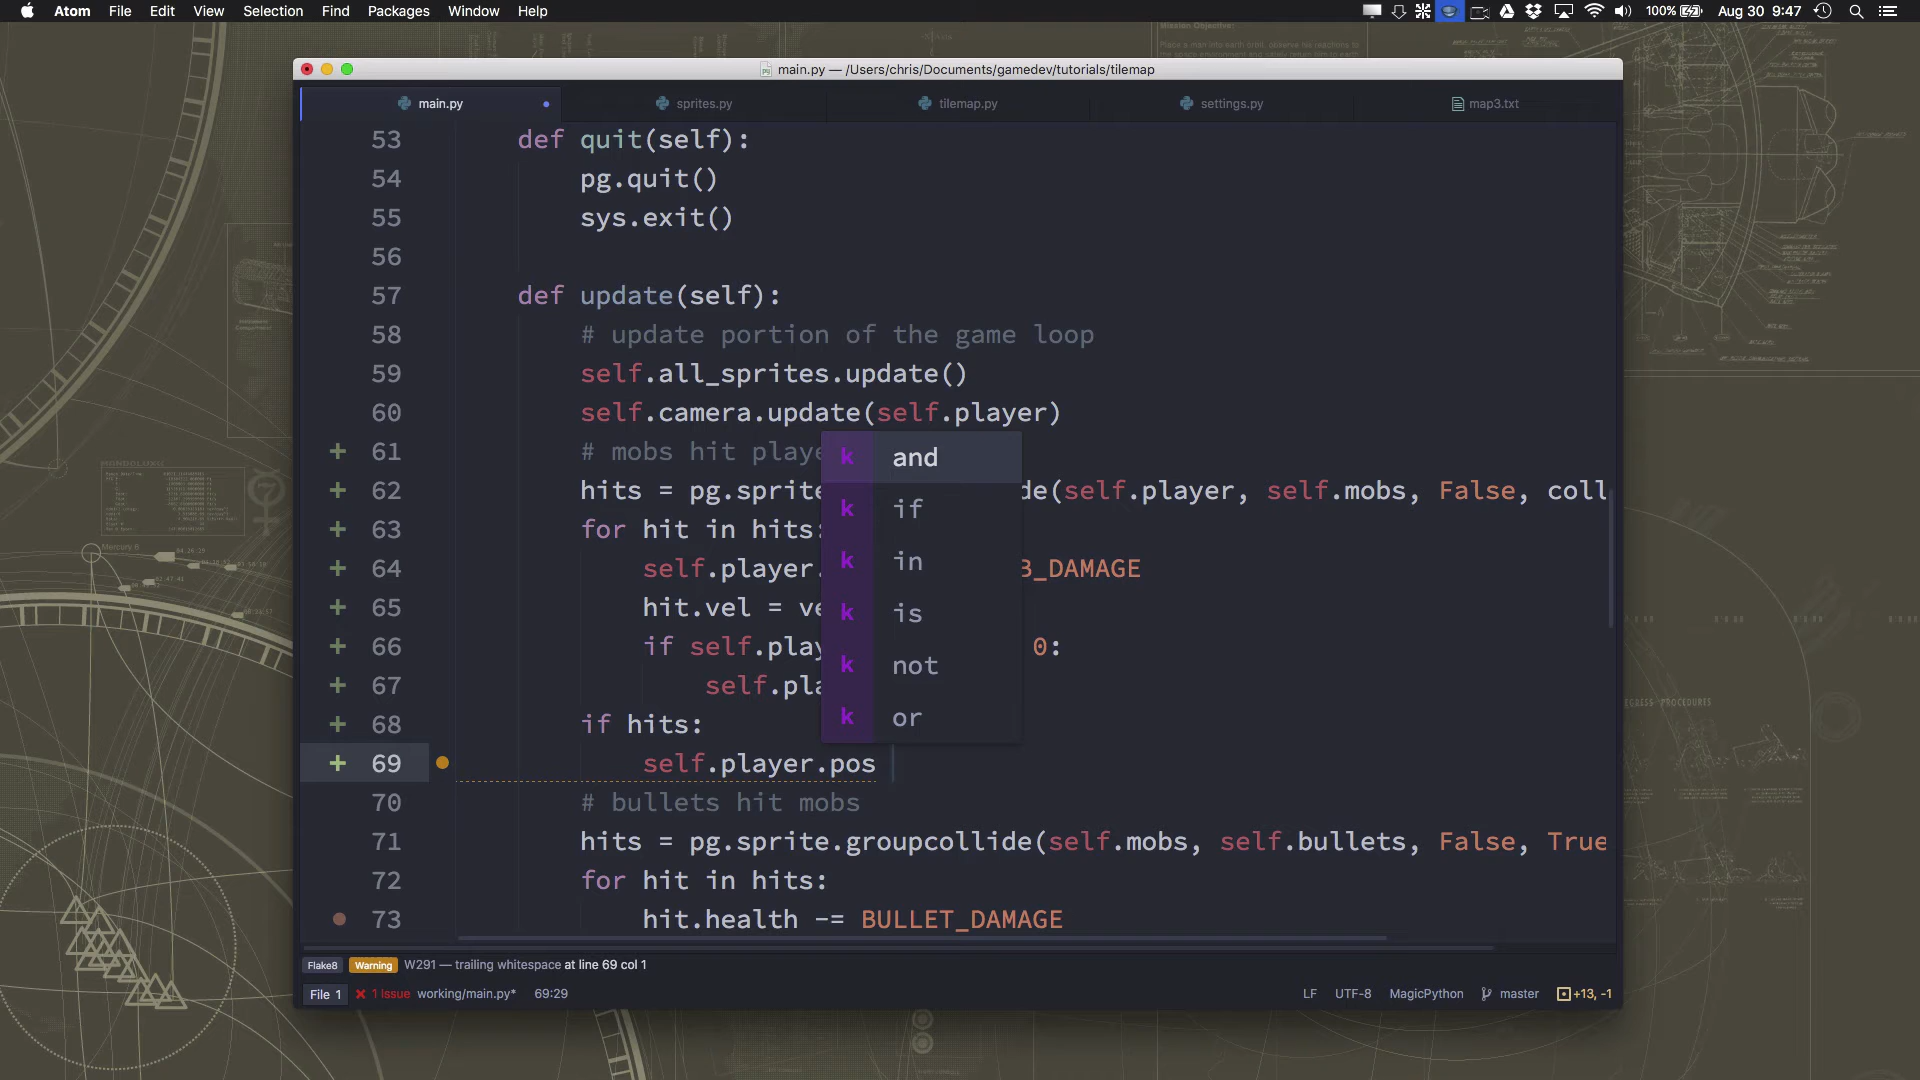 Atom File Edit View Selection Find Packages Window Help 100% Aug 30 9:47
main.py — /Users/chris/Documents/gamedev/tutorials/tilemap
main.py sprites.py tilemap.py settings.py map3.txt
53 def quit(self):
54 pg.quit()
55 sys.exit()
56
57 def update(self):
58 # update portion of the game loop
59 self.all_sprites.update()
60 self.camera.update(self.player)
+ 61 # mobs hit playe
+ 62 hits = pg.sprite de(self.player, self.mobs, False, coll
+ 63 for hit in hits:
+ 64 self.player. B_DAMAGE
+ 65 hit.vel = ve
+ 66 if self.play 0:
+ 67 self.pla
+ 68 if hits:
+ 69 self.player.pos
70 # bullets hit mobs
71 hits = pg.sprite.groupcollide(self.mobs, self.bullets, False, True
72 for hit in hits:
73 hit.health -= BULLET_DAMAGE
k and
k if
k in
k is
k not
k or
Flake8 Warning W291 — trailing whitespace at line 69 col 1
File 1 1 Issue working/main.py* 69:29 LF UTF-8 MagicPython master +13, -1
Mission Objective:
Mercury 6
EGRESS PROCEDURES